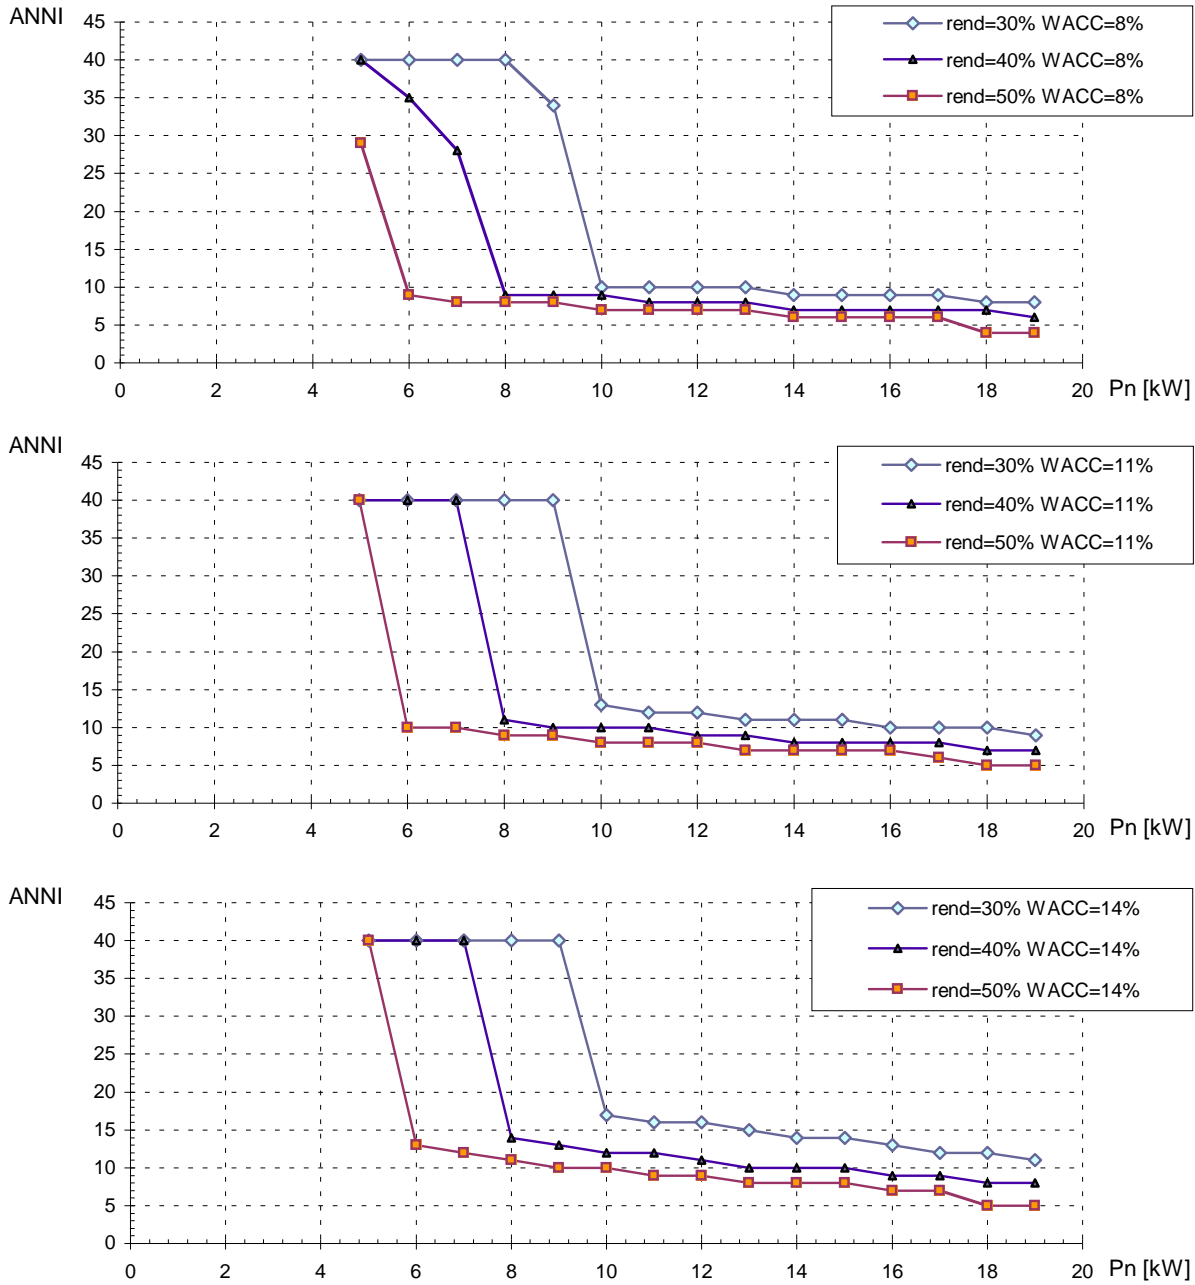 ANNI
45
40
35
30
25
20
15
10
5
0
0 2 4 6 8 10 12 14 16 18 20
Pn [kW]
rend=30% WACC=8%
rend=40% WACC=8%
rend=50% WACC=8%
ANNI
45
40
35
30
25
20
15
10
5
0
0 2 4 6 8 10 12 14 16 18 20
Pn [kW]
rend=30% WACC=11%
rend=40% WACC=11%
rend=50% WACC=11%
ANNI
45
40
35
30
25
20
15
10
5
0
0 2 4 6 8 10 12 14 16 18 20
Pn [kW]
rend=30% WACC=14%
rend=40% WACC=14%
rend=50% WACC=14%